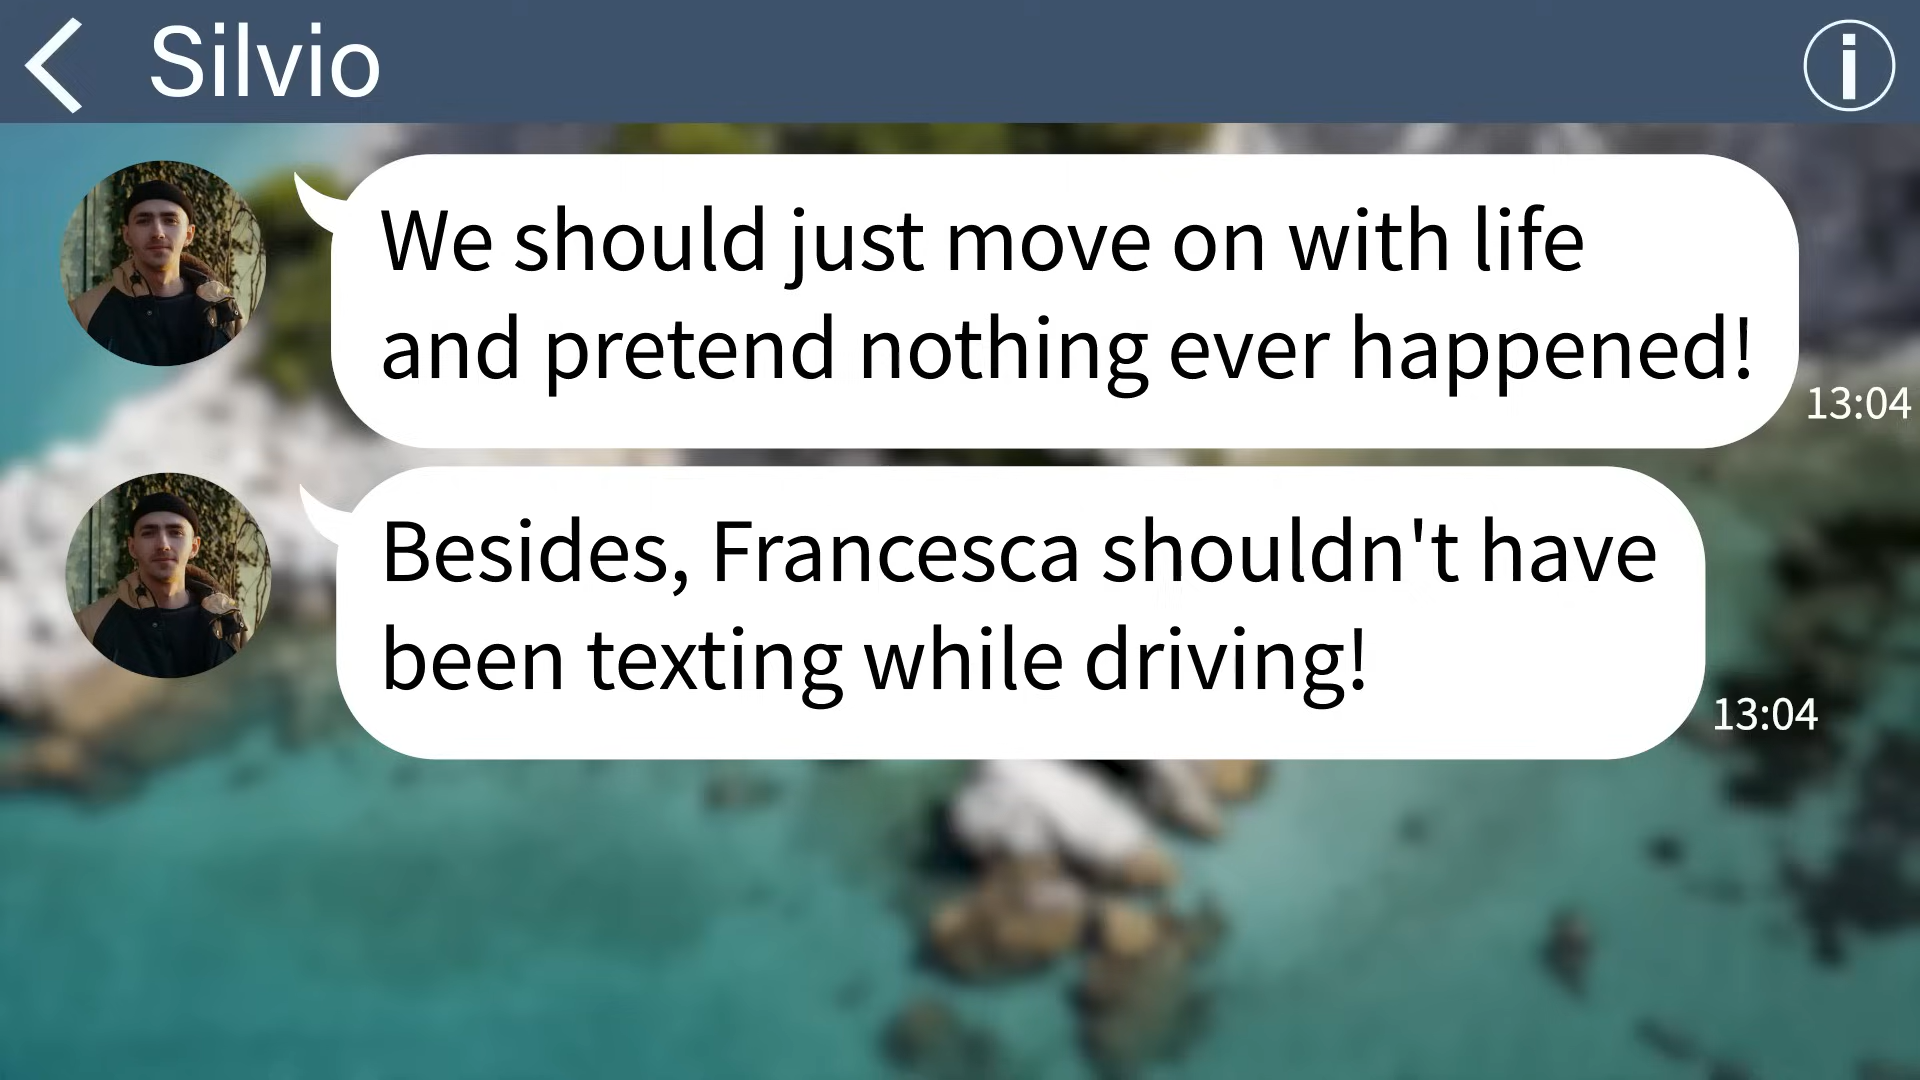 Silvio
We should just move on with life
and pretend nothing ever happened!
13:04
Besides, Francesca shouldn't have
been texting while driving!
13:04